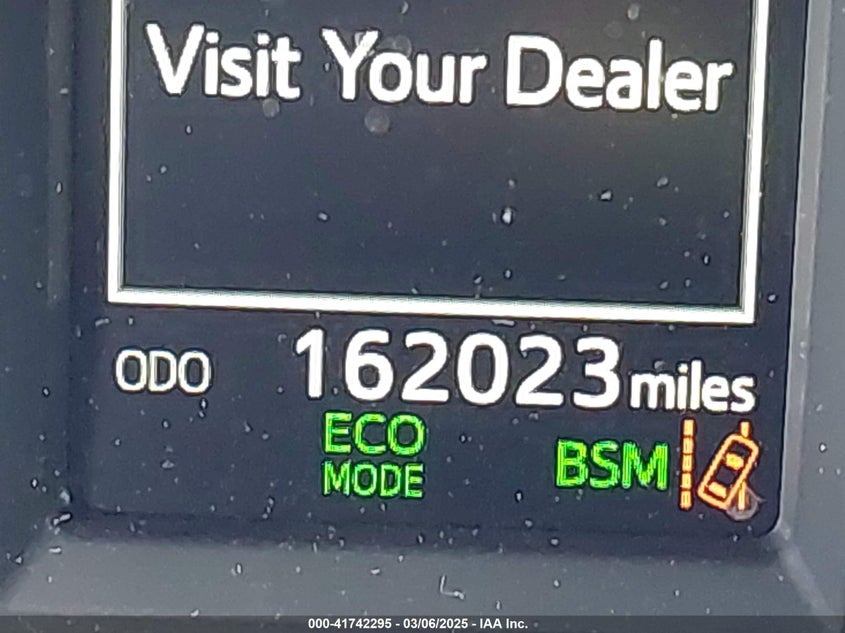 Visit Your Dealer
ODO 162023 miles
ECO
MODE
BSM
000-41742295 - 03/06/2025 - IAA Inc.